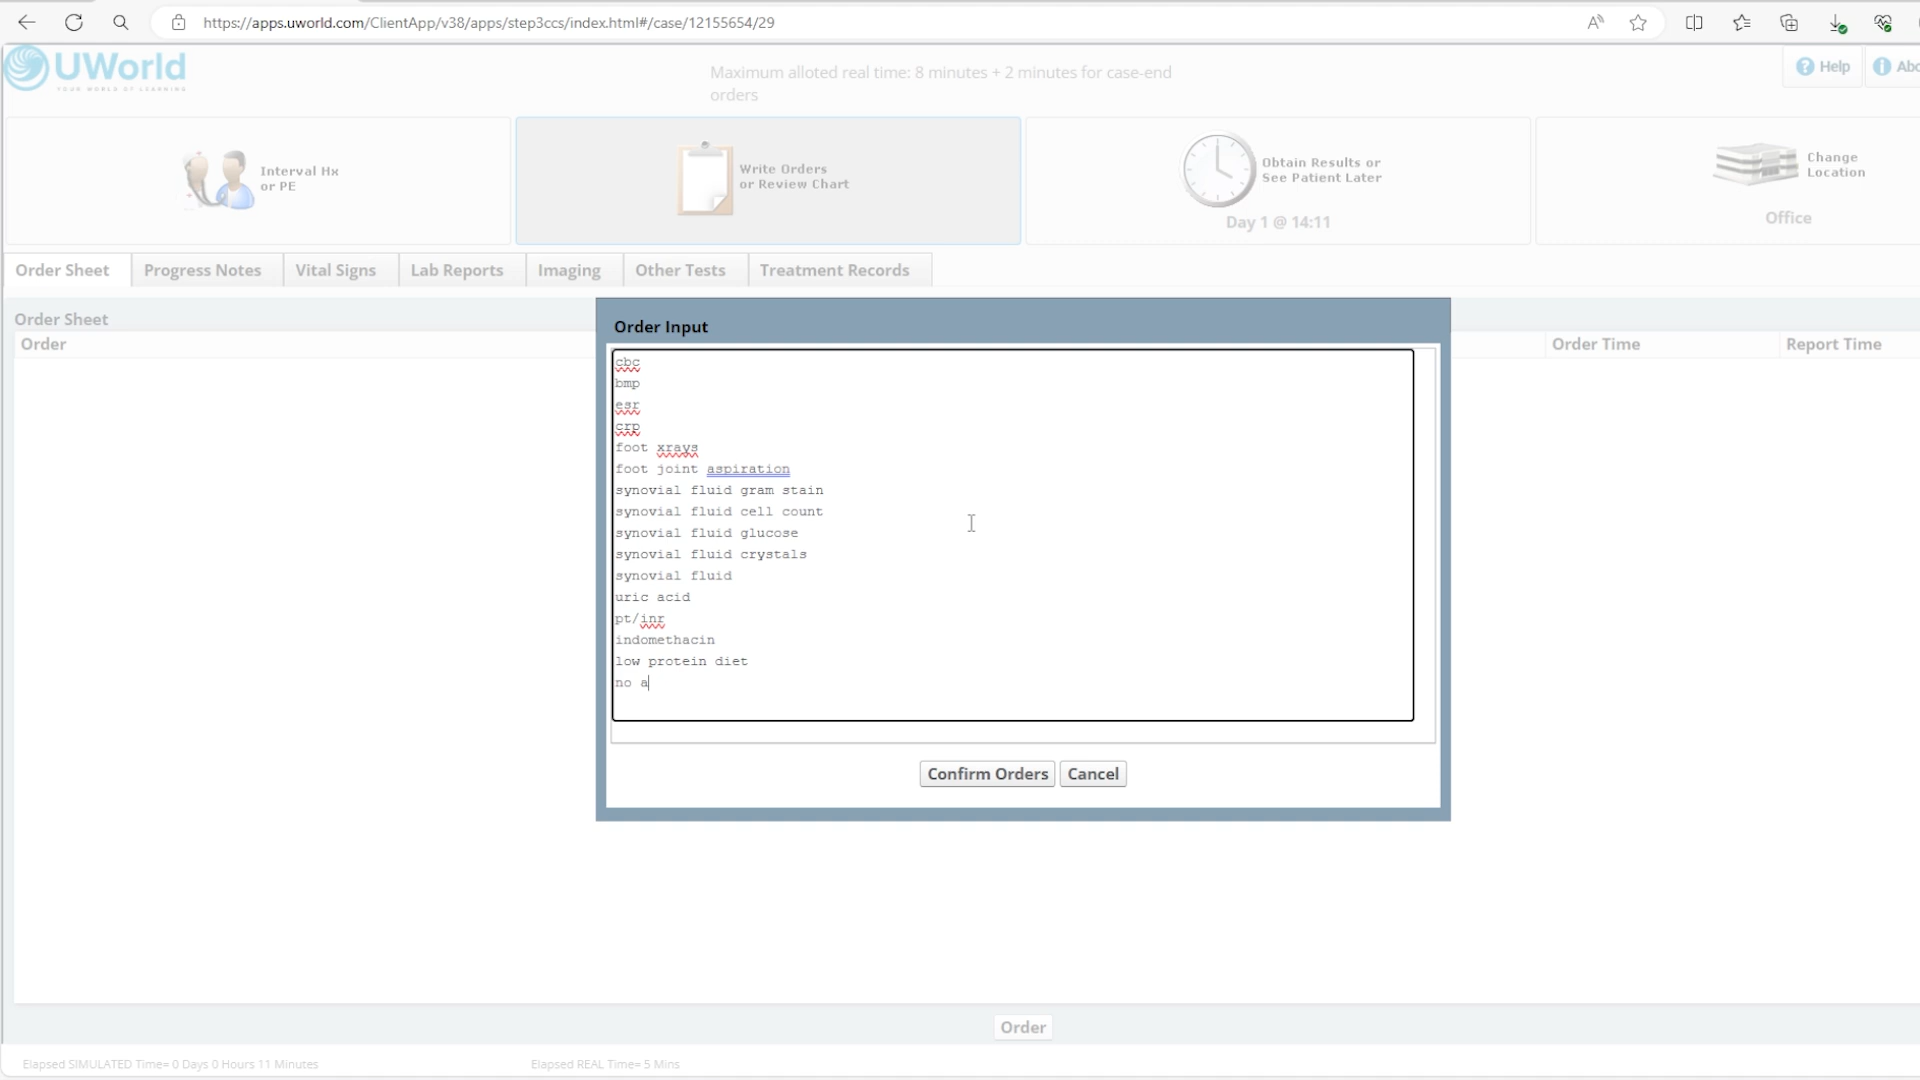 https://apps.uworld.com/ClientApp/v38/apps/step3ccs/index.html#/case/12155654/29
UWorld
YOUR WORLD OF LEARNING
Maximum alloted real time: 8 minutes + 2 minutes for case-end
orders
Help
Abo
Interval Hx
or PE
Write Orders
or Review Chart
Obtain Results or
See Patient Later
Day 1 @ 14:11
Change
Location
Office
Order Sheet
Progress Notes
Vital Signs
Lab Reports
Imaging
Other Tests
Treatment Records
Order Sheet
Order
Order Time
Report Time
Order Input
cbc
bmp
esr
crp
foot xrays
foot joint aspiration
synovial fluid gram stain
synovial fluid cell count
synovial fluid glucose
synovial fluid crystals
synovial fluid
uric acid
pt/inr
indomethacin
low protein diet
no a
Confirm Orders
Cancel
Order
Elapsed SIMULATED Time= 0 Days 0 Hours 11 Minutes
Elapsed REAL Time= 5 Mins